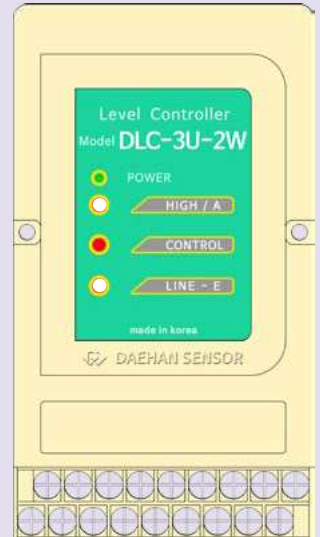 Level Controller
Model DLC-3U-2W
POWER
HIGH / A
CONTROL
LINE - E
made in korea
DAEHAN SENSOR